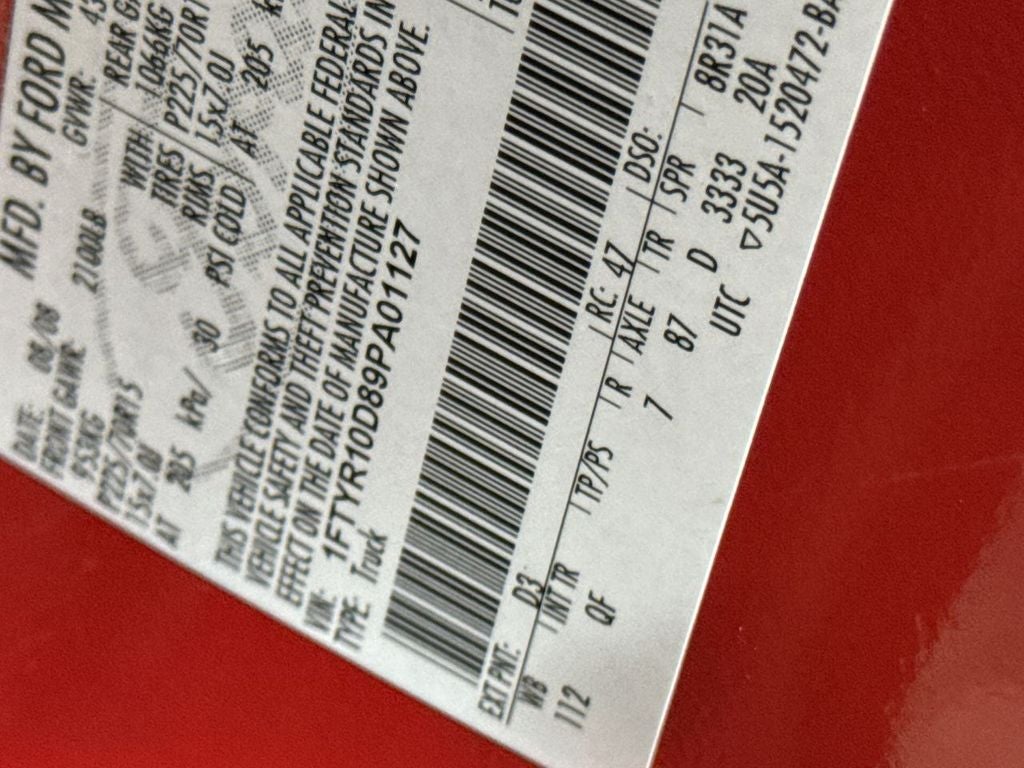 MFD. BY FORD M
DATE: 08/08 GVWR: 43
FRONT GAWR: REAR G
955KG 2100LB WITH 1066KG
P225/70R15 TIRES P225/70R1
15x7.0J RIMS 15x7.0J
AT 205 kPa/ 30 PSI COLD AT 205
THIS VEHICLE CONFORMS TO ALL APPLICABLE FEDERAL
VEHICLE SAFETY AND THEFT PREVENTION STANDARDS IN
EFFECT ON THE DATE OF MANUFACTURE SHOWN ABOVE.
VIN: 1FTYR10D89PA01127
TYPE: Truck
EXT PNT: D3 RC: 47 DSO:
WB INT TR TP/PS R AXLE TR SPR
112 QF 7 87 D 3333 8R31A
UTC 20A
▽5U5A-1520472-BA